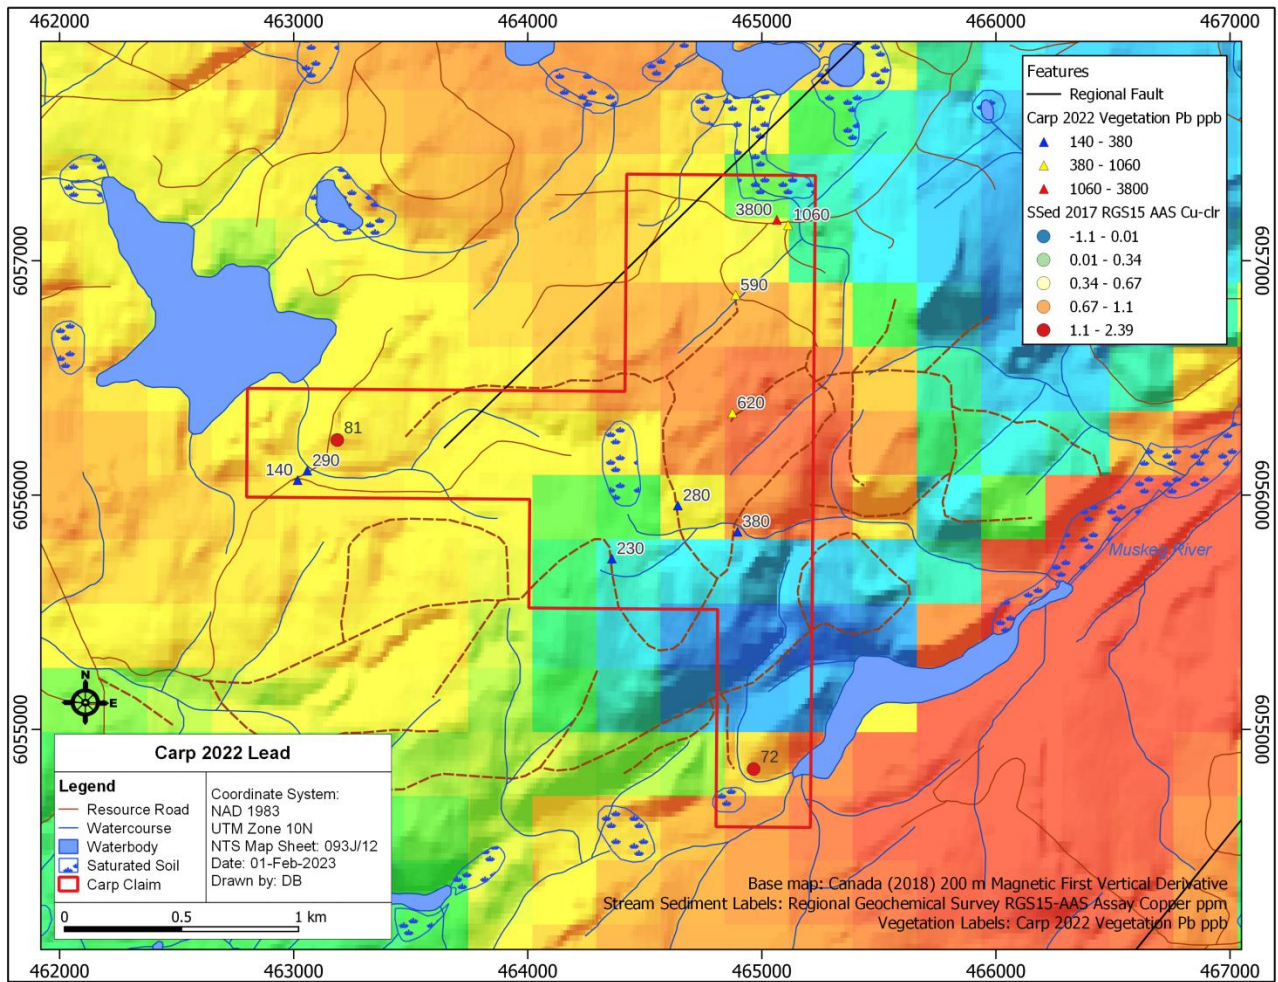 462000 463000 464000 465000 466000 467000
Features
Regional Fault
Carp 2022 Vegetation Pb ppb
140 - 380
380 - 1060
1060 - 3800
SSed 2017 RGS15 AAS Cu-clr
-1.1 - 0.01
0.01 - 0.34
0.34 - 0.67
0.67 - 1.1
1.1 - 2.39
3800
1060
6057000
6057000
590
620
81
290
140
280
6056000
6056000
380
230
Muskeg River
N
E
6055000
6055000
72
Carp 2022 Lead
Legend
Resource Road
Watercourse
Waterbody
Saturated Soil
Carp Claim
Coordinate System:
NAD 1983
UTM Zone 10N
NTS Map Sheet: 093J/12
Date: 01-Feb-2023
Drawn by: DB
0 0.5 1 km
Base map: Canada (2018) 200 m Magnetic First Vertical Derivative
Stream Sediment Labels: Regional Geochemical Survey RGS15-AAS Assay Copper ppm
Vegetation Labels: Carp 2022 Vegetation Pb ppb
462000 463000 464000 465000 466000 467000